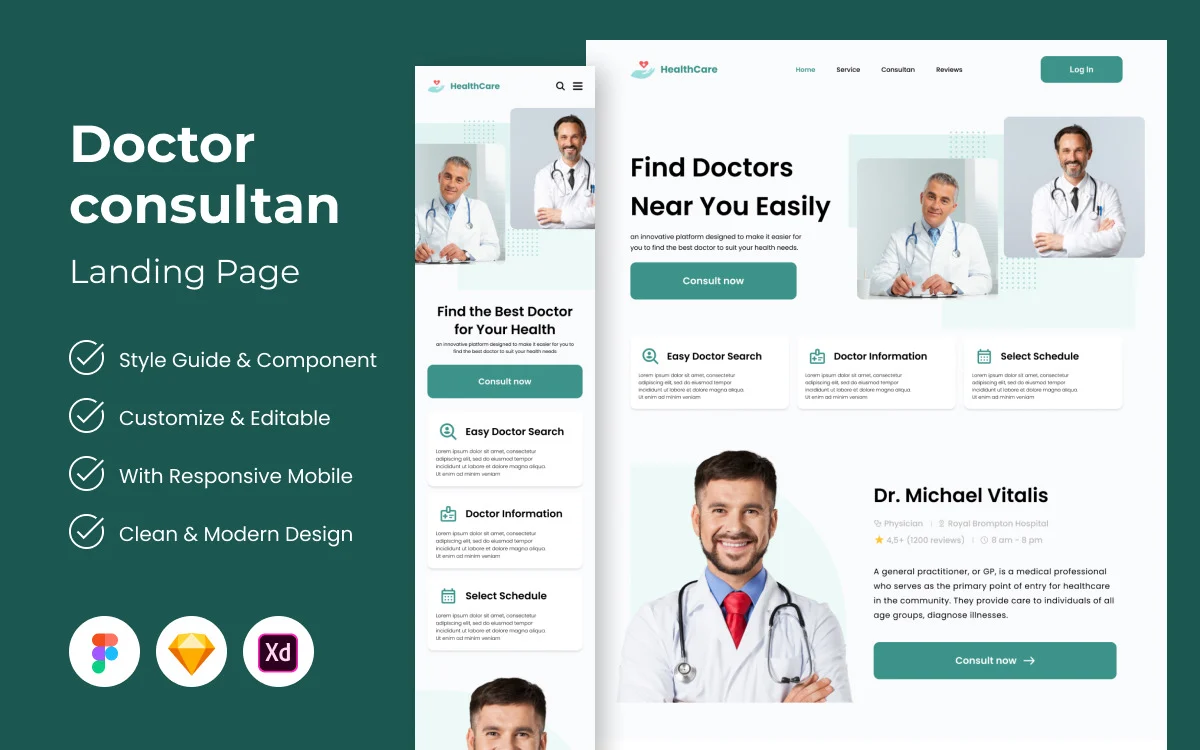 Doctor
consultan
Landing Page
Style Guide & Component
Customize & Editable
With Responsive Mobile
Clean & Modern Design
Xd
HealthCare
Find the Best Doctor
for Your Health
an innovative platform designed to make it easier for you to
find the best doctor to suit your health needs
Consult now
Easy Doctor Search
Lorem ipsum dolor sit amet, consectetur
adipiscing elit, sed do eiusmod tempor
incididunt ut labore et dolore magna aliqua.
Ut enim ad minim veniam
Doctor Information
Lorem ipsum dolor sit amet, consectetur
adipiscing elit, sed do eiusmod tempor
incididunt ut labore et dolore magna aliqua.
Ut enim ad minim veniam
Select Schedule
Lorem ipsum dolor sit amet, consectetur
adipiscing elit, sed do eiusmod tempor
incididunt ut labore et dolore magna aliqua.
Ut enim ad minim veniam
HealthCare
Home Service Consultan Reviews
Log In
Find Doctors
Near You Easily
an innovative platform designed to make it easier for
you to find the best doctor to suit your health needs.
Consult now
Easy Doctor Search
Lorem ipsum dolor sit amet, consectetur
adipiscing elit, sed do eiusmod tempor
incididunt ut labore et dolore magna aliqua.
Ut enim ad minim veniam
Doctor Information
Lorem ipsum dolor sit amet, consectetur
adipiscing elit, sed do eiusmod tempor
incididunt ut labore et dolore magna aliqua.
Ut enim ad minim veniam
Select Schedule
Lorem ipsum dolor sit amet, consectetur
adipiscing elit, sed do eiusmod tempor
incididunt ut labore et dolore magna aliqua.
Ut enim ad minim veniam
Dr. Michael Vitalis
Physician | Royal Brompton Hospital
4,5+ (1200 reviews) | 8 am - 8 pm
A general practitioner, or GP, is a medical professional
who serves as the primary point of entry for healthcare
in the community. They provide care to individuals of all
age groups, diagnose illnesses.
Consult now